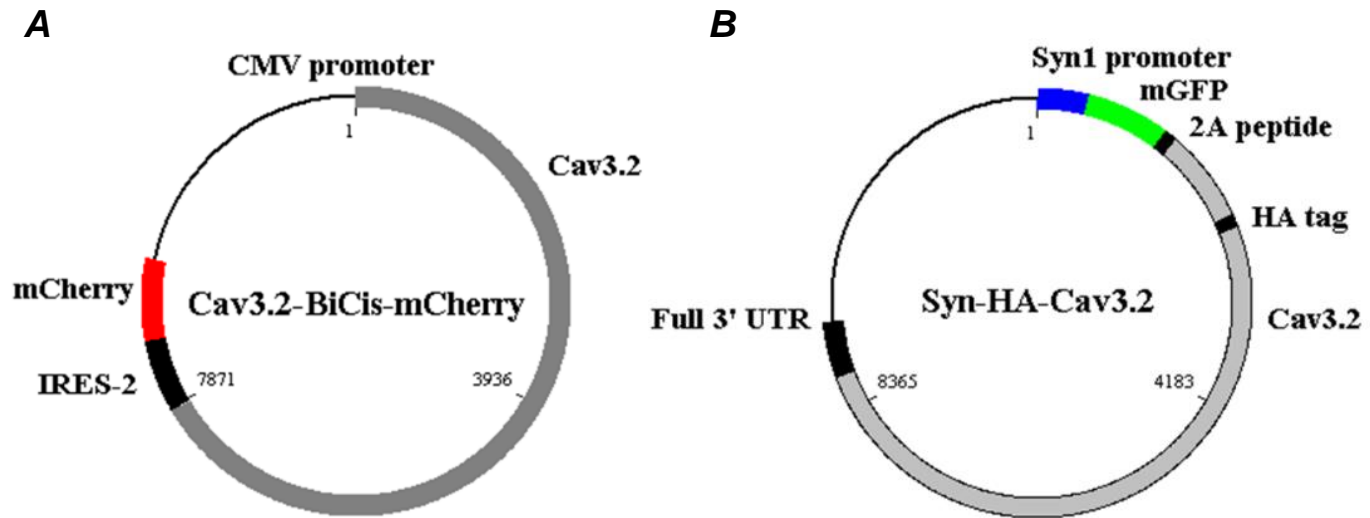 A
CMV promoter
1
Cav3.2
mCherry
Cav3.2-BiCis-mCherry
IRES-2
7871
3936
B
Syn1 promoter
mGFP
2A peptide
1
HA tag
Full 3' UTR
Syn-HA-Cav3.2
Cav3.2
8365
4183